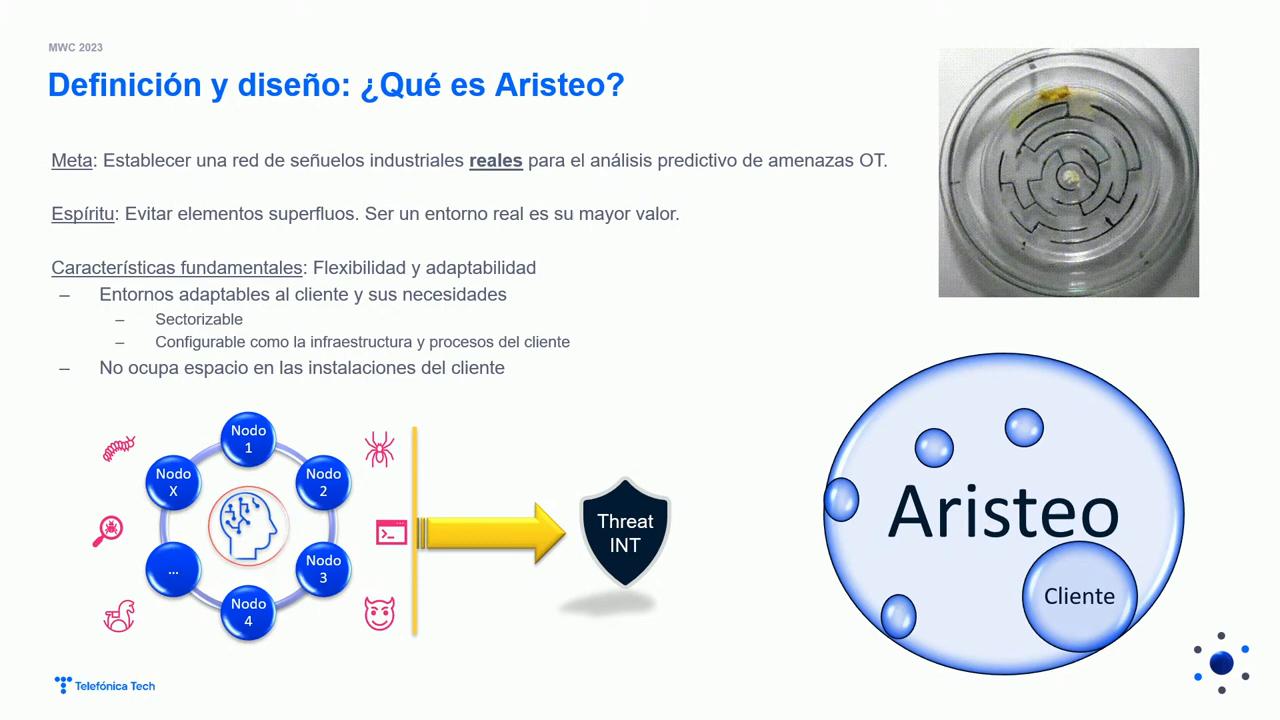 MWC 2023
Definición y diseño: ¿Qué es Aristeo?
Meta: Establecer una red de señuelos industriales reales para el análisis predictivo de amenazas OT.
Espíritu: Evitar elementos superfluos. Ser un entorno real es su mayor valor.
Características fundamentales: Flexibilidad y adaptabilidad
– Entornos adaptables al cliente y sus necesidades
– Sectorizable
– Configurable como la infraestructura y procesos del cliente
– No ocupa espacio en las instalaciones del cliente
Nodo
1
Nodo
2
Nodo
3
Nodo
4
...
Nodo
X
Threat
INT
Aristeo
Cliente
Telefónica Tech